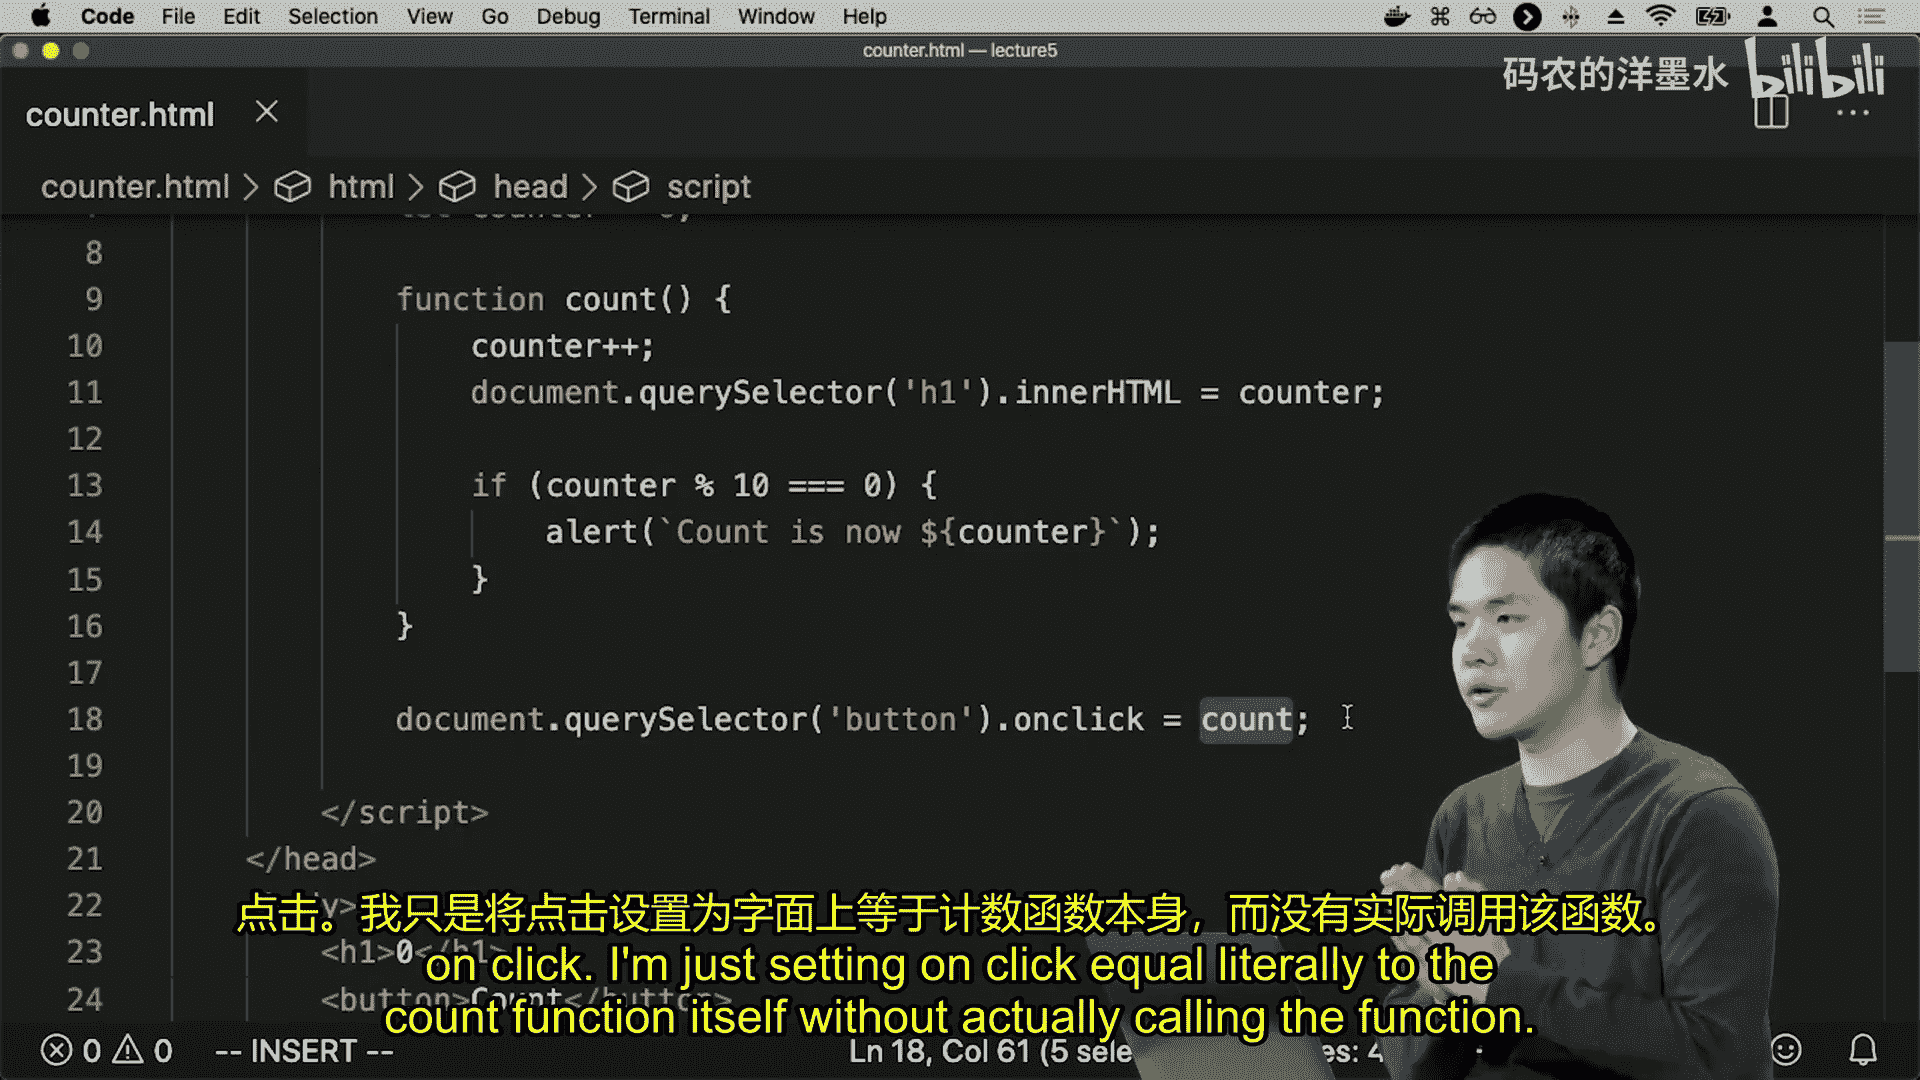 Code File Edit Selection View Go Debug Terminal Window Help
counter.html — lecture5
码农的洋墨水 bilibili
counter.html
counter.html > html > head > script
8
9 function count() {
10 counter++;
11 document.querySelector('h1').innerHTML = counter;
12
13 if (counter % 10 === 0) {
14 alert(`Count is now ${counter}`);
15 }
16 }
17
18 document.querySelector('button').onclick = count;
19
20 </script>
21 </head>
22
23 <h1>0</h1>
24 <button>Count</button>
点击。我只是将点击设置为字面上等于计数函数本身，而没有实际调用该函数。
on click. I'm just setting on click equal literally to the
count function itself without actually calling the function.
0 0 -- INSERT -- Ln 18, Col 61 (5 sele